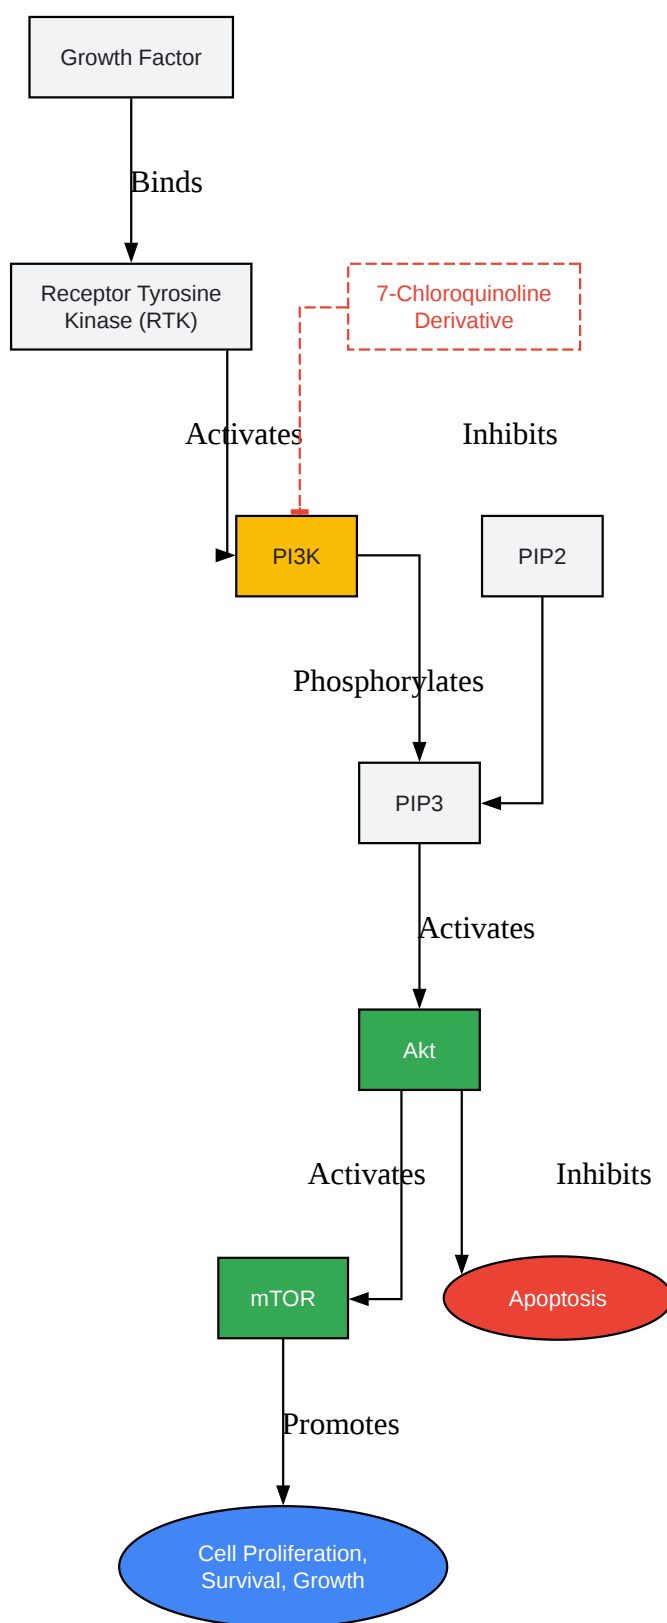 Growth Factor
Binds
Receptor Tyrosine
Kinase (RTK)
7-Chloroquinoline
Derivative
Activates
Inhibits
PI3K
PIP2
Phosphorylates
PIP3
Activates
Akt
Activates
Inhibits
mTOR
Apoptosis
Promotes
Cell Proliferation,
Survival, Growth